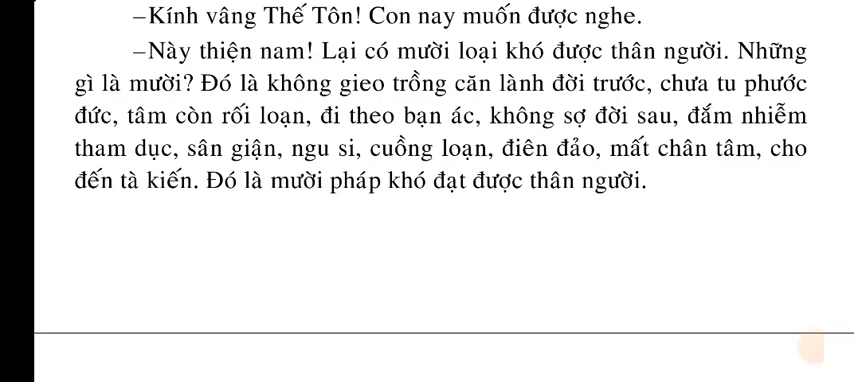 –Kính vâng Thế Tôn! Con nay muốn được nghe.
–Này thiện nam! Lại có mười loại khó được thân người. Những
gì là mười? Đó là không gieo trồng căn lành đời trước, chưa tu phước
đức, tâm còn rối loạn, đi theo bạn ác, không sợ đời sau, đắm nhiễm
tham dục, sân giận, ngu si, cuồng loạn, điên đảo, mất chân tâm, cho
đến tà kiến. Đó là mười pháp khó đạt được thân người.